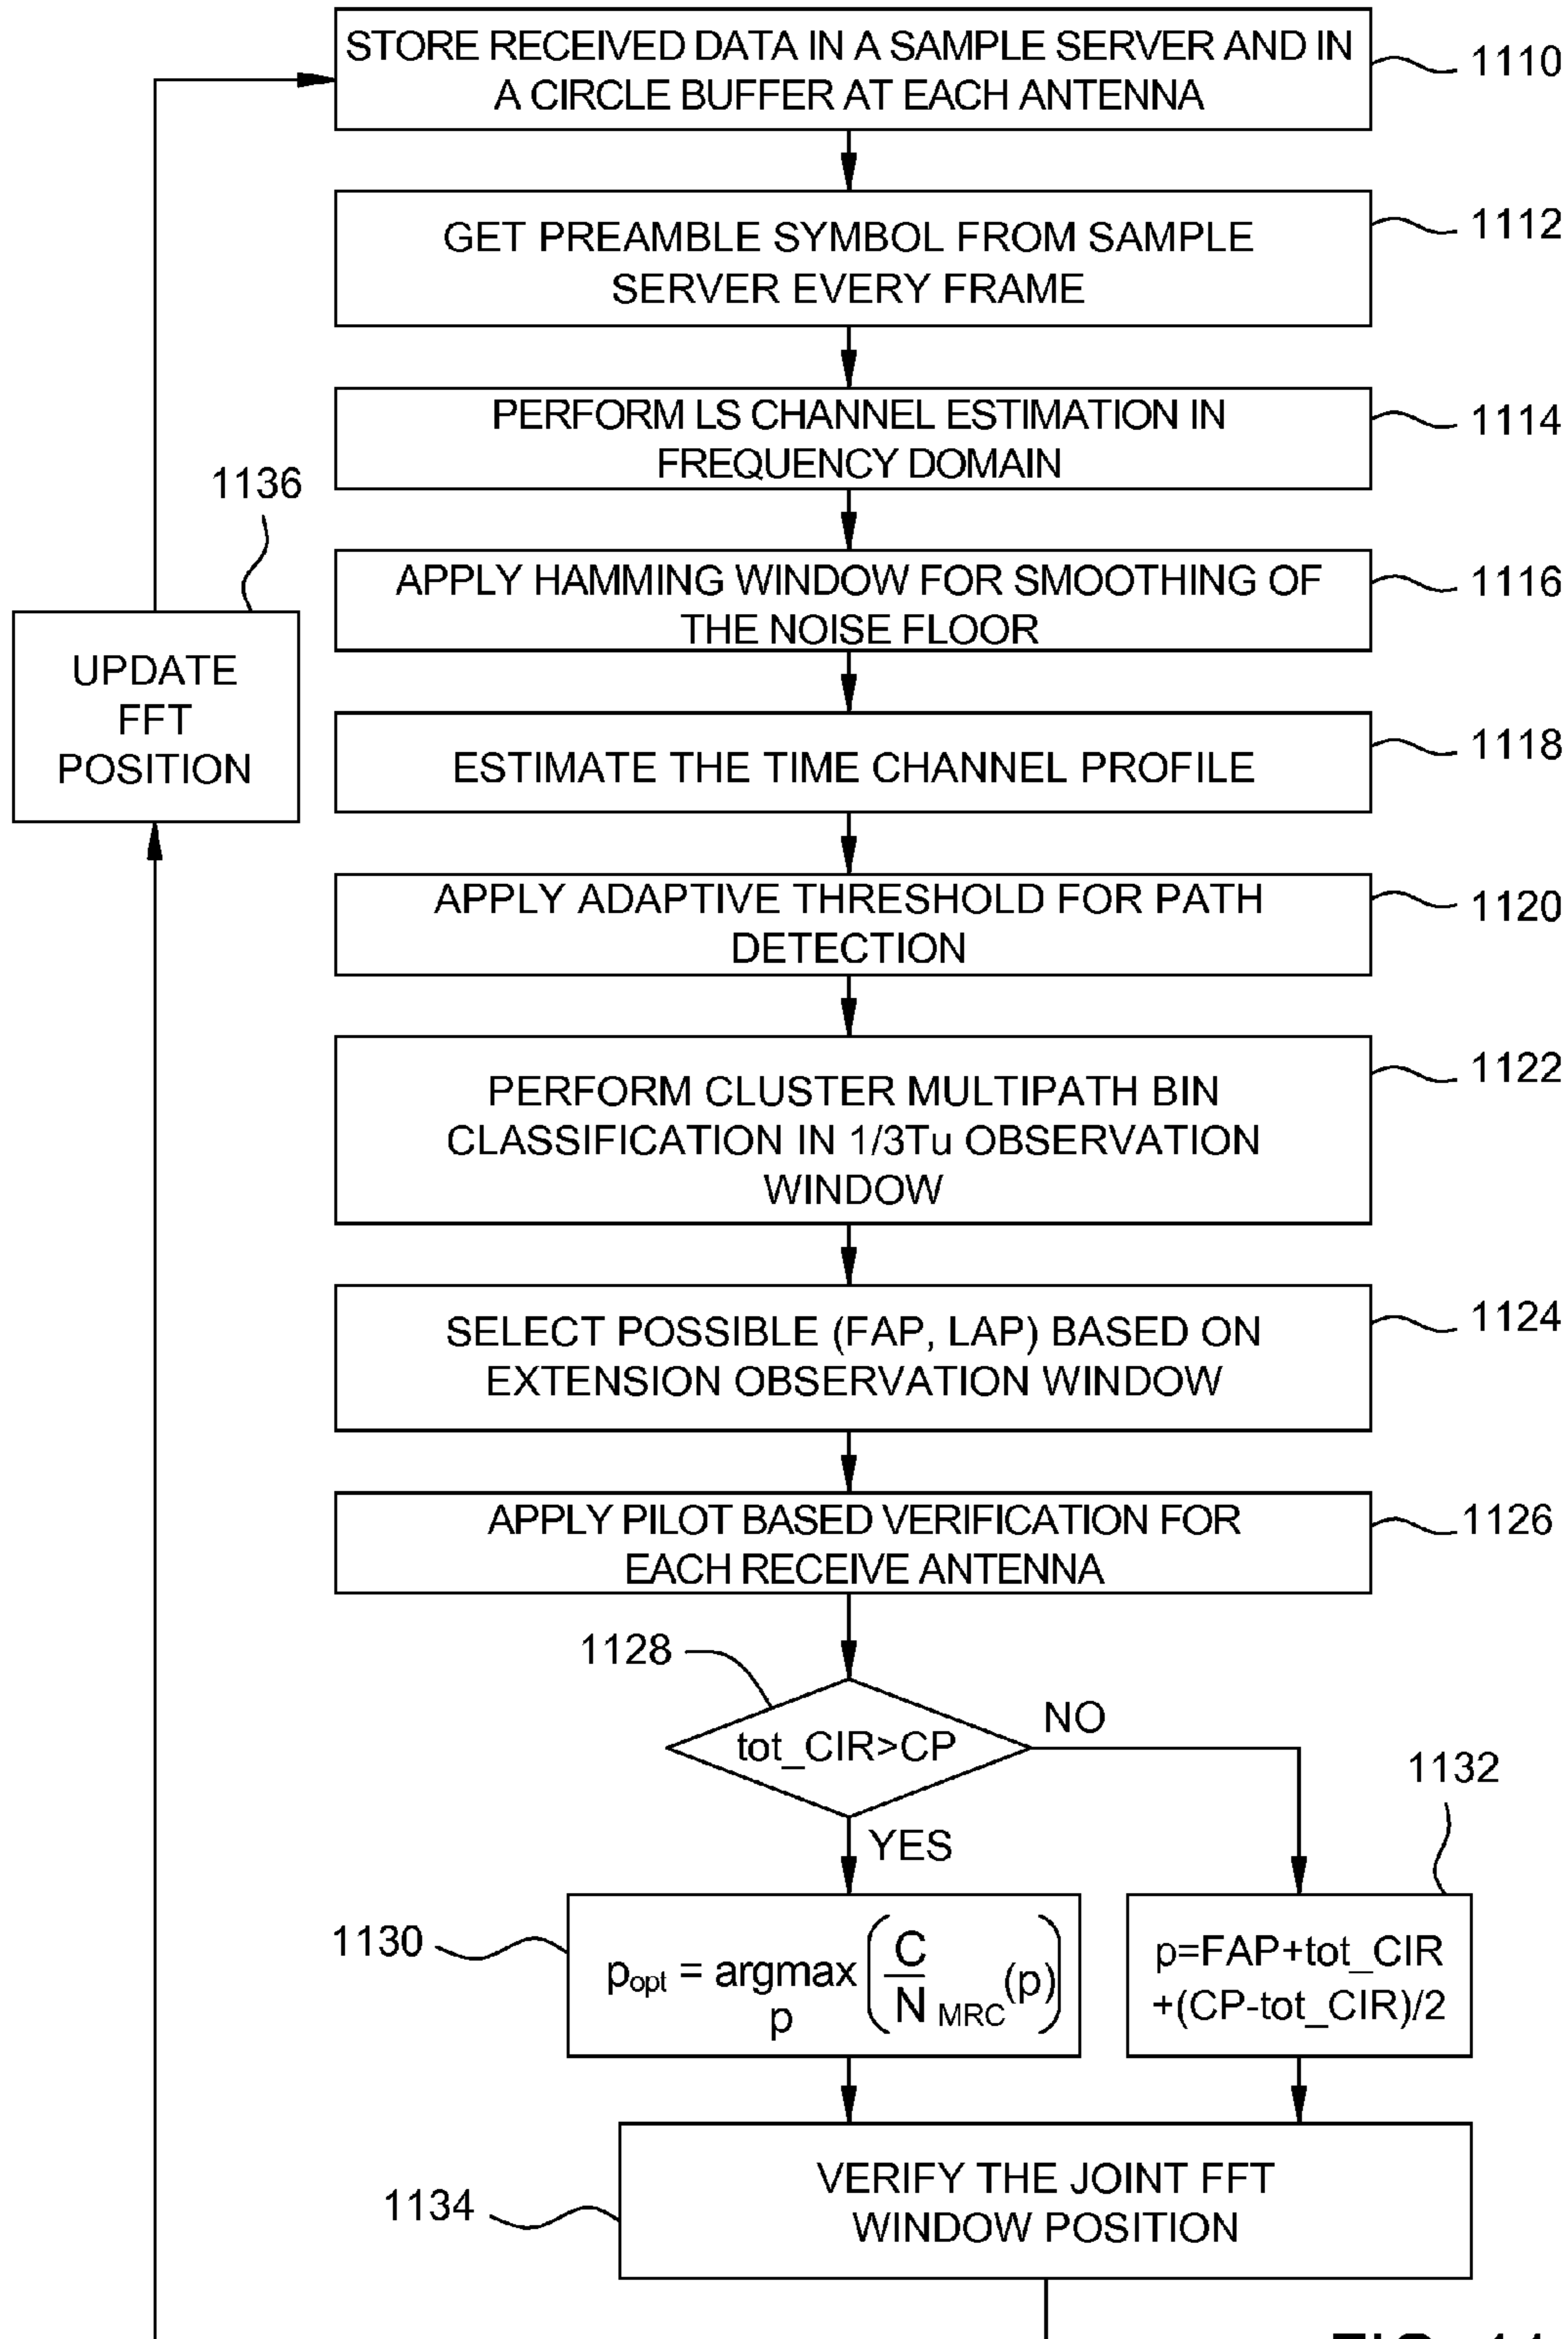 STORE RECEIVED DATA IN A SAMPLE SERVER AND IN
A CIRCLE BUFFER AT EACH ANTENNA
1110
GET PREAMBLE SYMBOL FROM SAMPLE
SERVER EVERY FRAME
1112
PERFORM LS CHANNEL ESTIMATION IN
FREQUENCY DOMAIN
1114
1136
UPDATE
FFT
POSITION
APPLY HAMMING WINDOW FOR SMOOTHING OF
THE NOISE FLOOR
1116
ESTIMATE THE TIME CHANNEL PROFILE
1118
APPLY ADAPTIVE THRESHOLD FOR PATH
DETECTION
1120
PERFORM CLUSTER MULTIPATH BIN
CLASSIFICATION IN 1/3Tu OBSERVATION
WINDOW
1122
SELECT POSSIBLE (FAP, LAP) BASED ON
EXTENSION OBSERVATION WINDOW
1124
APPLY PILOT BASED VERIFICATION FOR
EACH RECEIVE ANTENNA
1126
1128
tot_CIR>CP
NO
YES
1132
1130
p_opt = argmax_p (C/N_MRC (p))
p=FAP+tot_CIR
+(CP-tot_CIR)/2
1134
VERIFY THE JOINT FFT
WINDOW POSITION